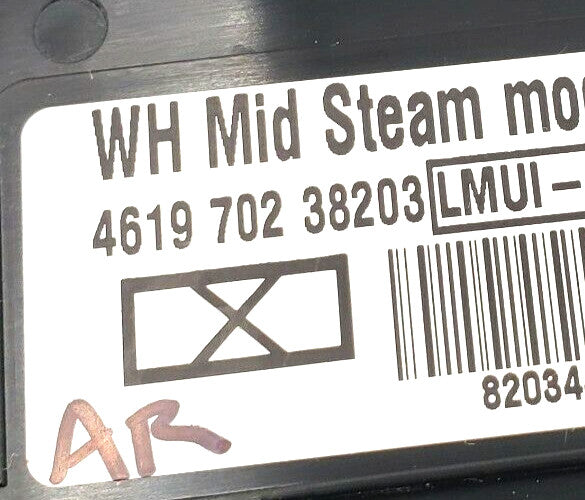 WH Mid Steam
4619 702 38203 LMUI-
82034
AR